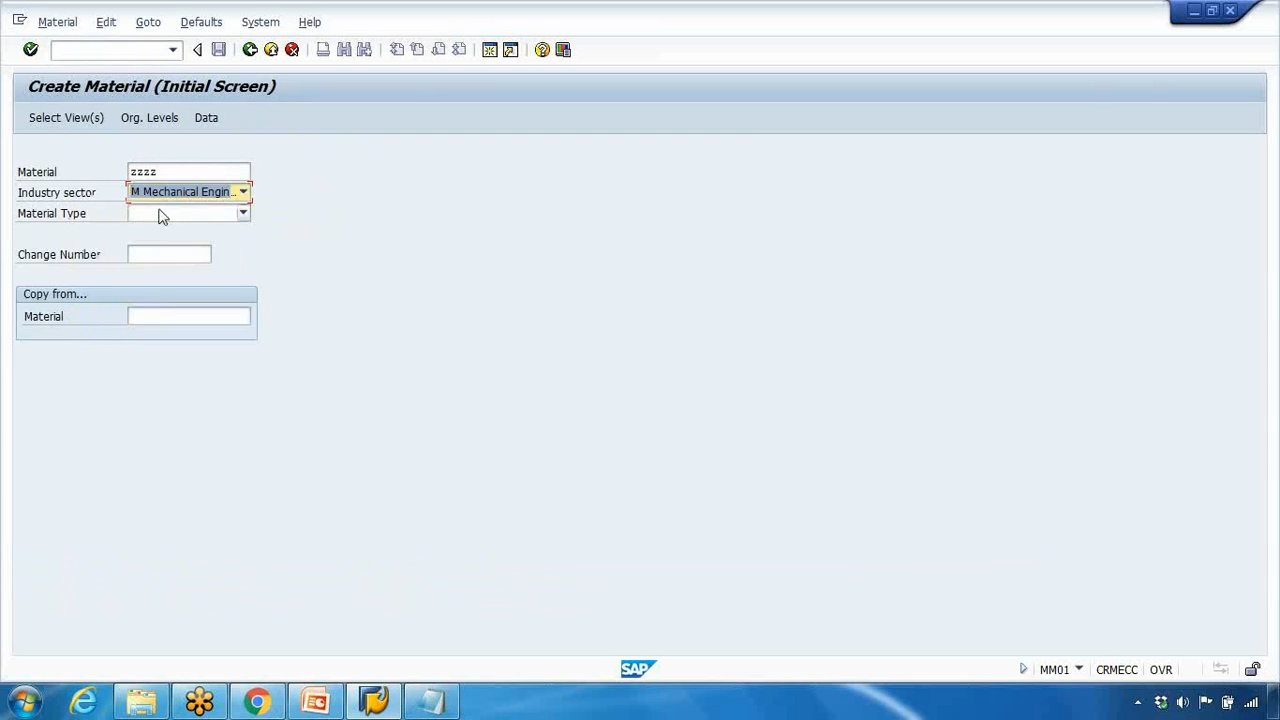 Material Edit Goto Defaults System Help
Create Material (Initial Screen)
Select View(s) Org. Levels Data
Material zzzz
Industry sector M Mechanical Engin...
Material Type
Change Number
Copy from...
Material
SAP
MM01 CRMECC OVR